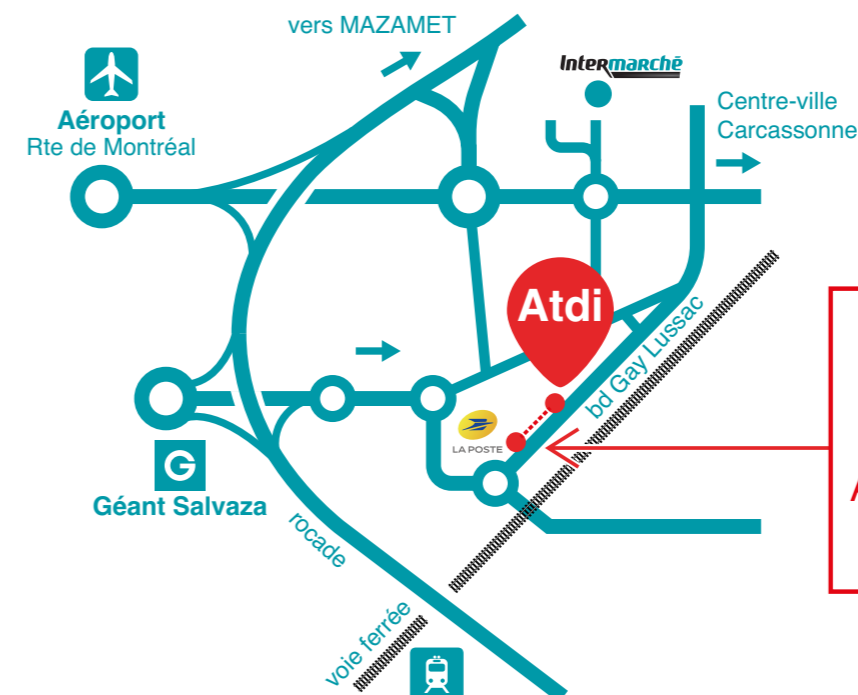 vers MAZAMET
Intermarché
Aéroport
Rte de Montréal
Centre-ville
Carcassonne
Atdi
bd Gay Lussac
LA POSTE
G
Géant Salvaza
rocade
voie ferrée
A